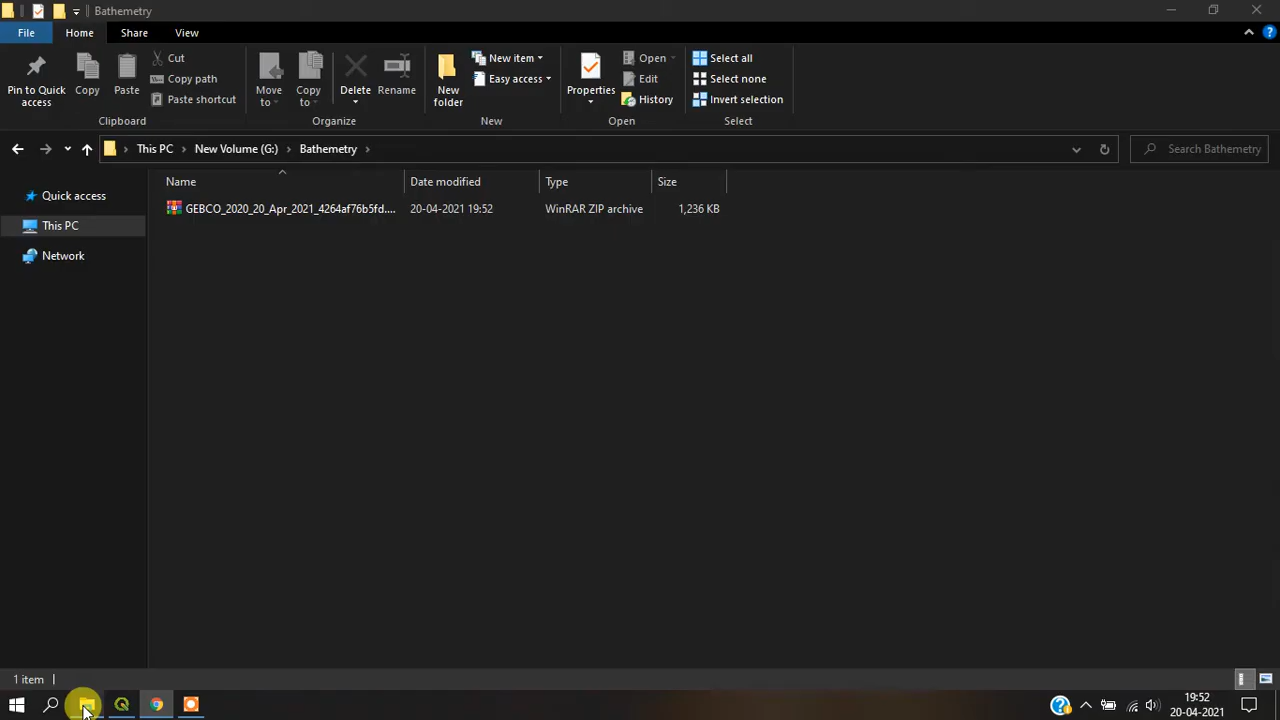 Bathemetry
File Home Share View
Pin to Quick access
Copy
Paste
Cut
Copy path
Paste shortcut
Clipboard
Move to
Copy to
Delete
Rename
Organize
New folder
New item
Easy access
New
Properties
Open
Edit
History
Open
Select all
Select none
Invert selection
Select
This PC New Volume (G:) Bathemetry
Search Bathemetry
Quick access
This PC
Network
Name Date modified Type Size
GEBCO_2020_20_Apr_2021_4264af76b5fd.... 20-04-2021 19:52 WinRAR ZIP archive 1,236 KB
1 item
19:52
20-04-2021